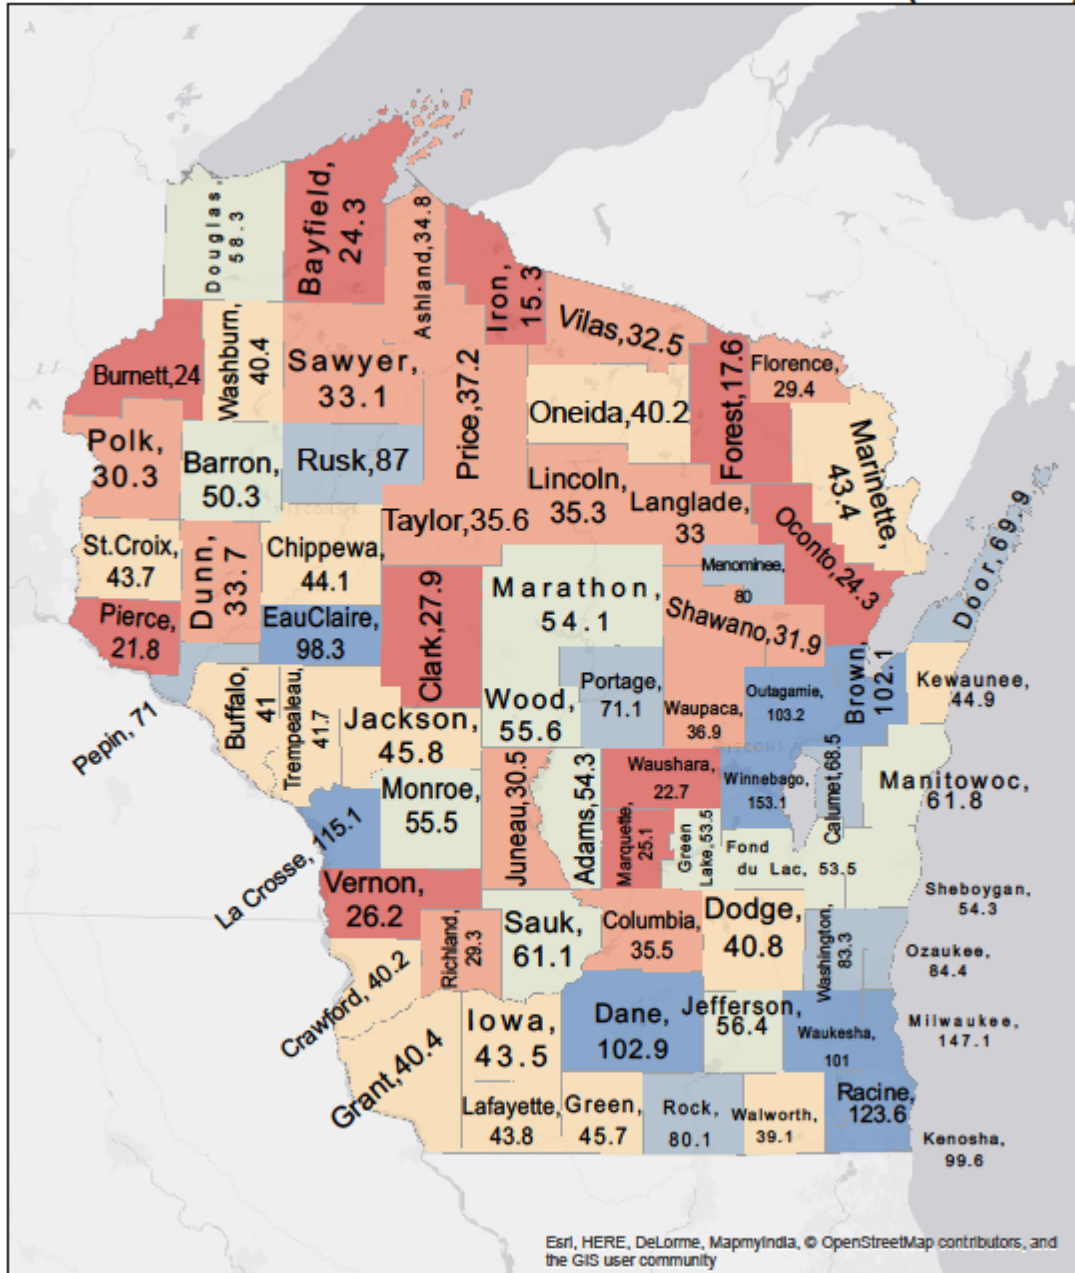 Douglas,
58.3
Bayfield,
24.3
Ashland,34.8
Iron,
15.3
Vilas,32.5
Burnett,24
Washburn,
40.4
Sawyer,
33.1
Price,37.2
Oneida,40.2
Forest,17.6
Florence,
29.4
Marinette,
43.4
Polk,
30.3
Barron,
50.3
Rusk,87
Lincoln,
35.3
Langlade,
33
Taylor,35.6
Oconto,24.3
Door,69.9
St.Croix,
43.7
Dunn,
33.7
Chippewa,
44.1
Menominee,
80
Marathon,
54.1
Shawano,31.9
Pierce,
21.8
EauClaire,
98.3
Clark,27.9
Pepin, 71
Buffalo,
41
Trempealeau,
41.7
Jackson,
45.8
Wood,
55.6
Portage,
71.1
Waupaca,
36.9
Outagamie,
103.2
Brown,
102.1
Kewaunee,
44.9
WISCONSIN
WISCONSIN
Monroe,
55.5
Juneau,30.5
Adams,54.3
Waushara,
22.7
Winnebago,
153.1
Calumet,68.5
Manitowoc,
61.8
La Crosse, 115.1
Marquette,
25.1
Green
Lake,53.5
Fond
du Lac, 53.5
Sheboygan,
54.3
Vernon,
26.2
Richland,
29.3
Sauk,
61.1
Columbia,
35.5
Dodge,
40.8
Washington,
83.3
Ozaukee,
84.4
Crawford, 40.2
Grant,40.4
Iowa,
43.5
Dane,
102.9
Jefferson,
56.4
Waukesha,
101
Milwaukee,
147.1
Lafayette,
43.8
Green,
45.7
Rock,
80.1
Walworth,
39.1
Racine,
123.6
Kenosha,
99.6
Esri, HERE, DeLorme, MapmyIndia, © OpenStreetMap contributors, and
the GIS user community